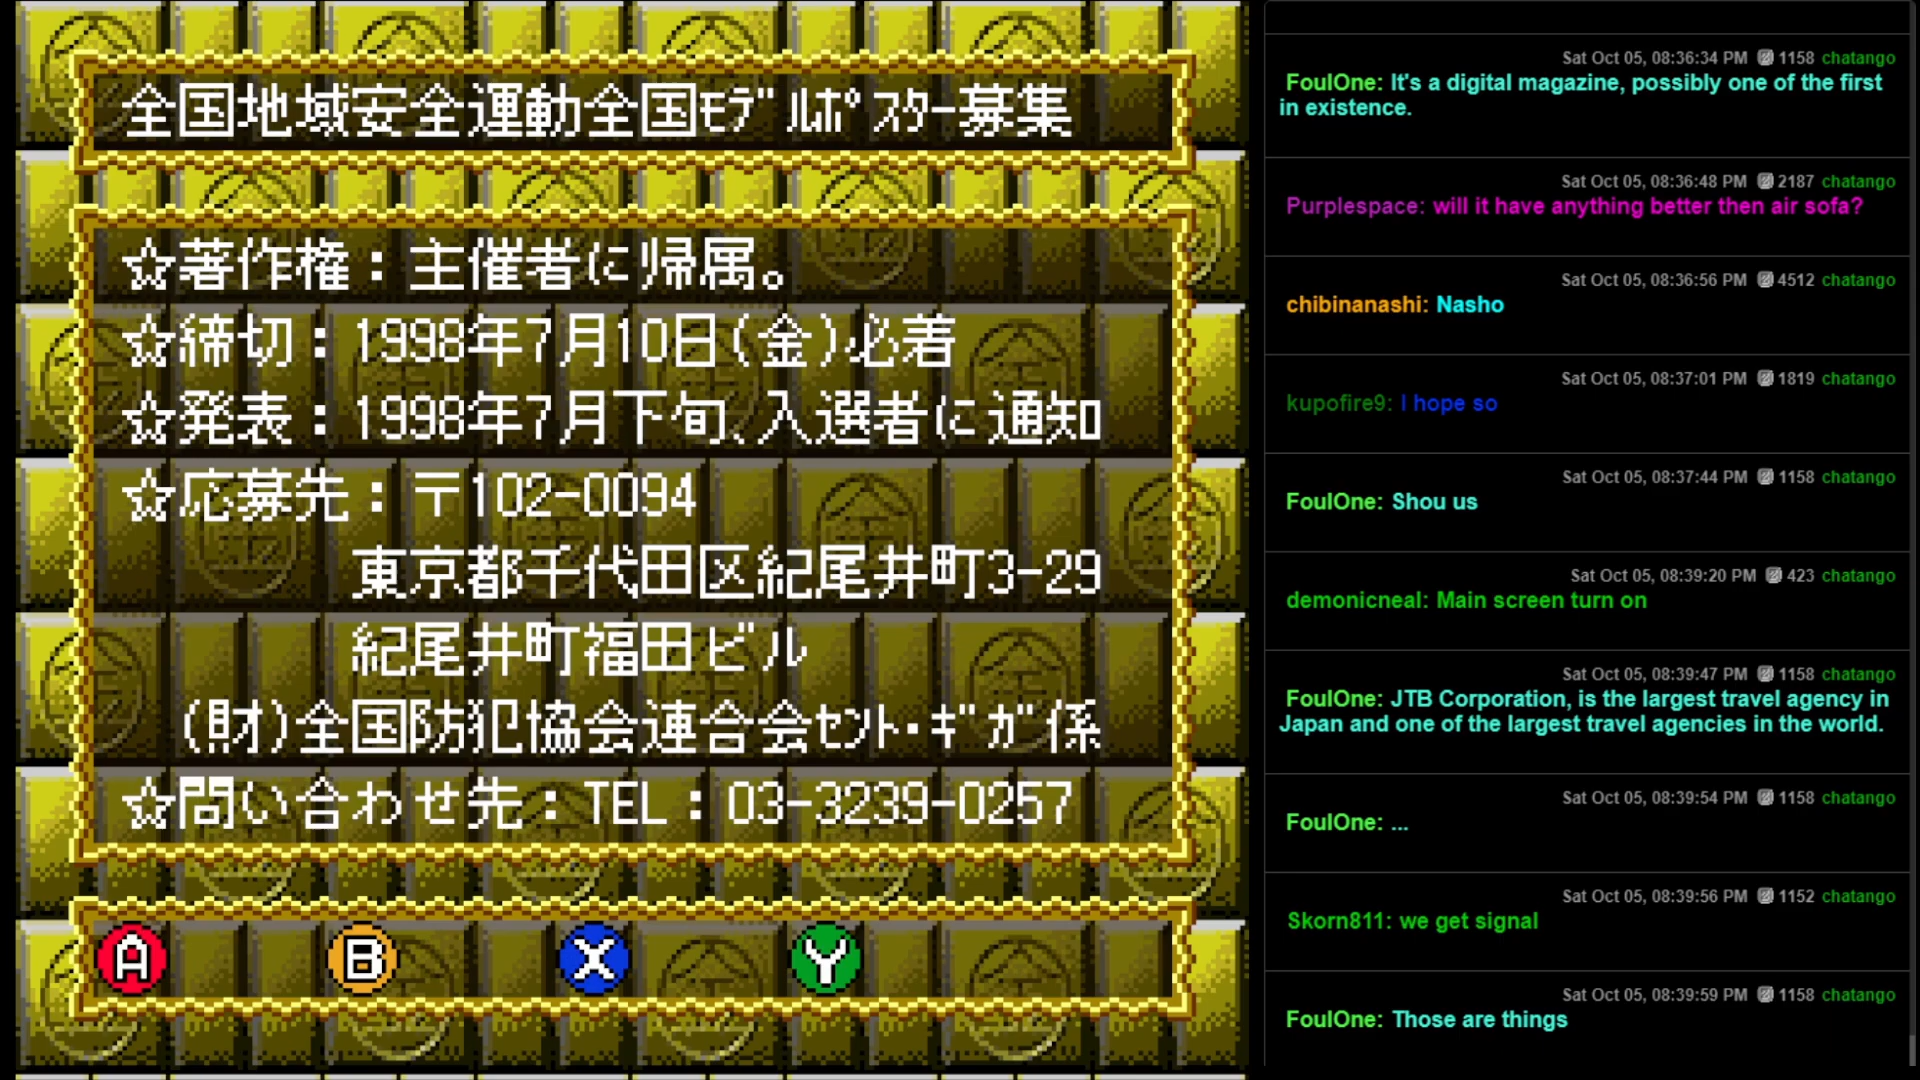 全国地域安全運動全国ﾓﾃﾞﾙﾎﾟｽﾀｰ募集
☆著作権：主催者に帰属。
☆締切：1998年7月10日(金)必着
☆発表：1998年7月下旬、入選者に通知
☆応募先：〒102-0094
東京都千代田区紀尾井町3-29
紀尾井町福田ビル
(財)全国防犯協会連合会ｾﾝﾄ・ｷﾞｶﾞ係
☆問い合わせ先：TEL：03-3239-0257
A B X Y
Sat Oct 05, 08:36:34 PM 1158 chatango
FoulOne: It's a digital magazine, possibly one of the first
in existence.
Sat Oct 05, 08:36:48 PM 2187 chatango
Purplespace: will it have anything better then air sofa?
Sat Oct 05, 08:36:56 PM 4512 chatango
chibinanashi: Nasho
Sat Oct 05, 08:37:01 PM 1819 chatango
kupofire9: I hope so
Sat Oct 05, 08:37:44 PM 1158 chatango
FoulOne: Shou us
Sat Oct 05, 08:39:20 PM 423 chatango
demonicneal: Main screen turn on
Sat Oct 05, 08:39:47 PM 1158 chatango
FoulOne: JTB Corporation, is the largest travel agency in
Japan and one of the largest travel agencies in the world.
Sat Oct 05, 08:39:54 PM 1158 chatango
FoulOne: ...
Sat Oct 05, 08:39:56 PM 1152 chatango
Skorn811: we get signal
Sat Oct 05, 08:39:59 PM 1158 chatango
FoulOne: Those are things